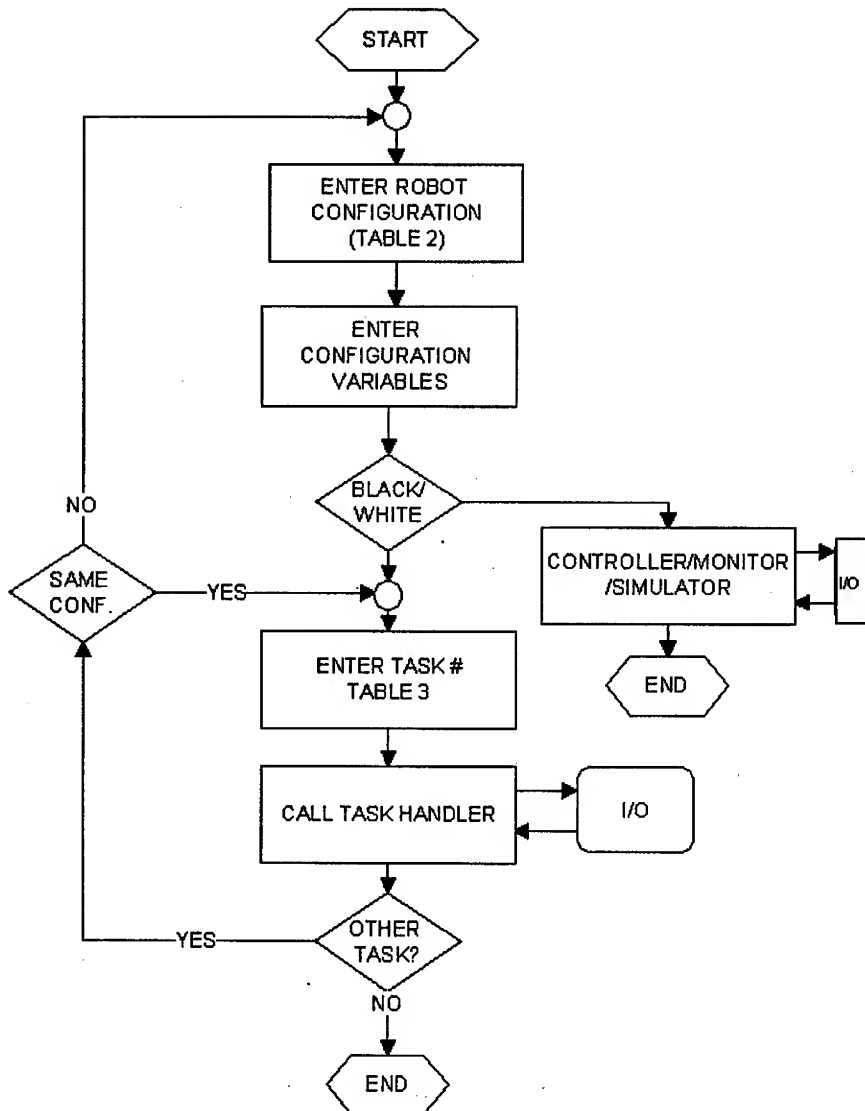 START
ENTER ROBOT
CONFIGURATION
(TABLE 2)
ENTER
CONFIGURATION
VARIABLES
BLACK/
WHITE
NO
SAME
CONF.
YES
CONTROLLER/MONITOR
/SIMULATOR
I/O
END
ENTER TASK #
TABLE 3
CALL TASK HANDLER
I/O
YES
OTHER
TASK?
NO
END